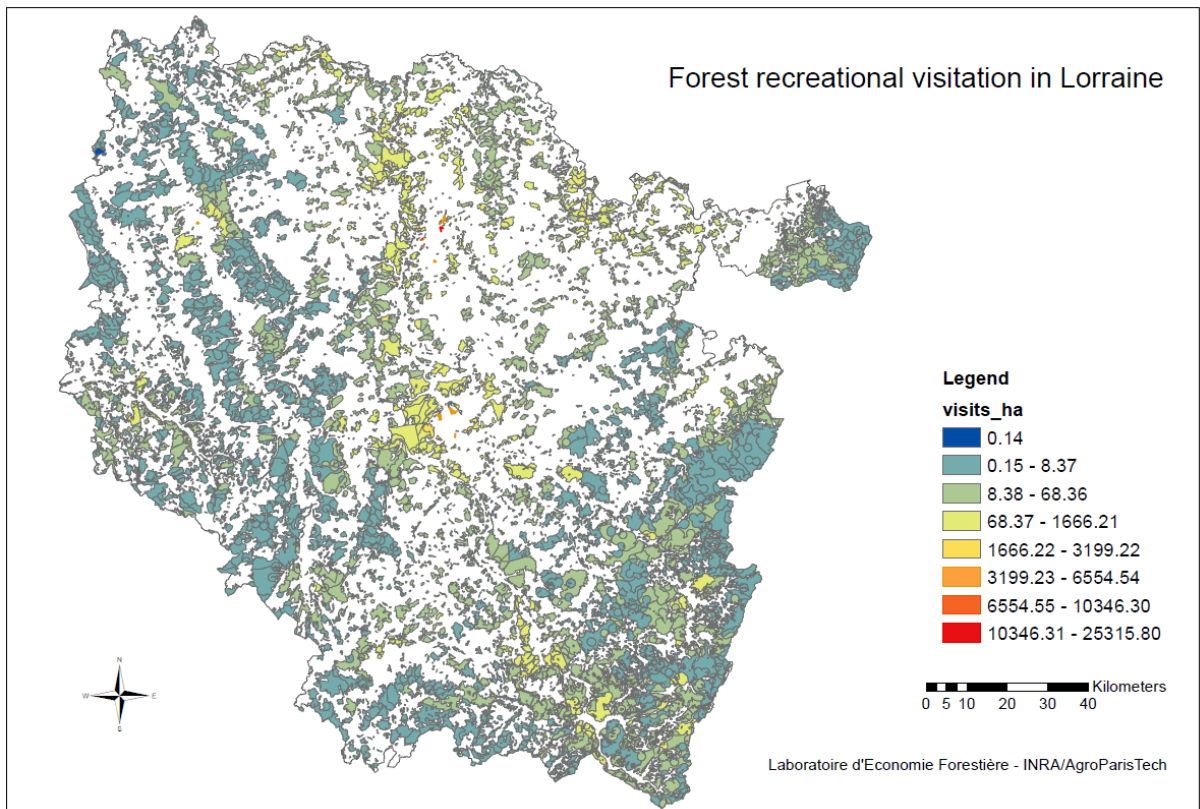 Forest recreational visitation in Lorraine
Legend
visits_ha
0.14
0.15 - 8.37
8.38 - 68.36
68.37 - 1666.21
1666.22 - 3199.22
3199.23 - 6554.54
6554.55 - 10346.30
10346.31 - 25315.80
N
W E
S
Kilometers
0 5 10 20 30 40
Laboratoire d'Economie Forestière - INRA/AgroParisTech